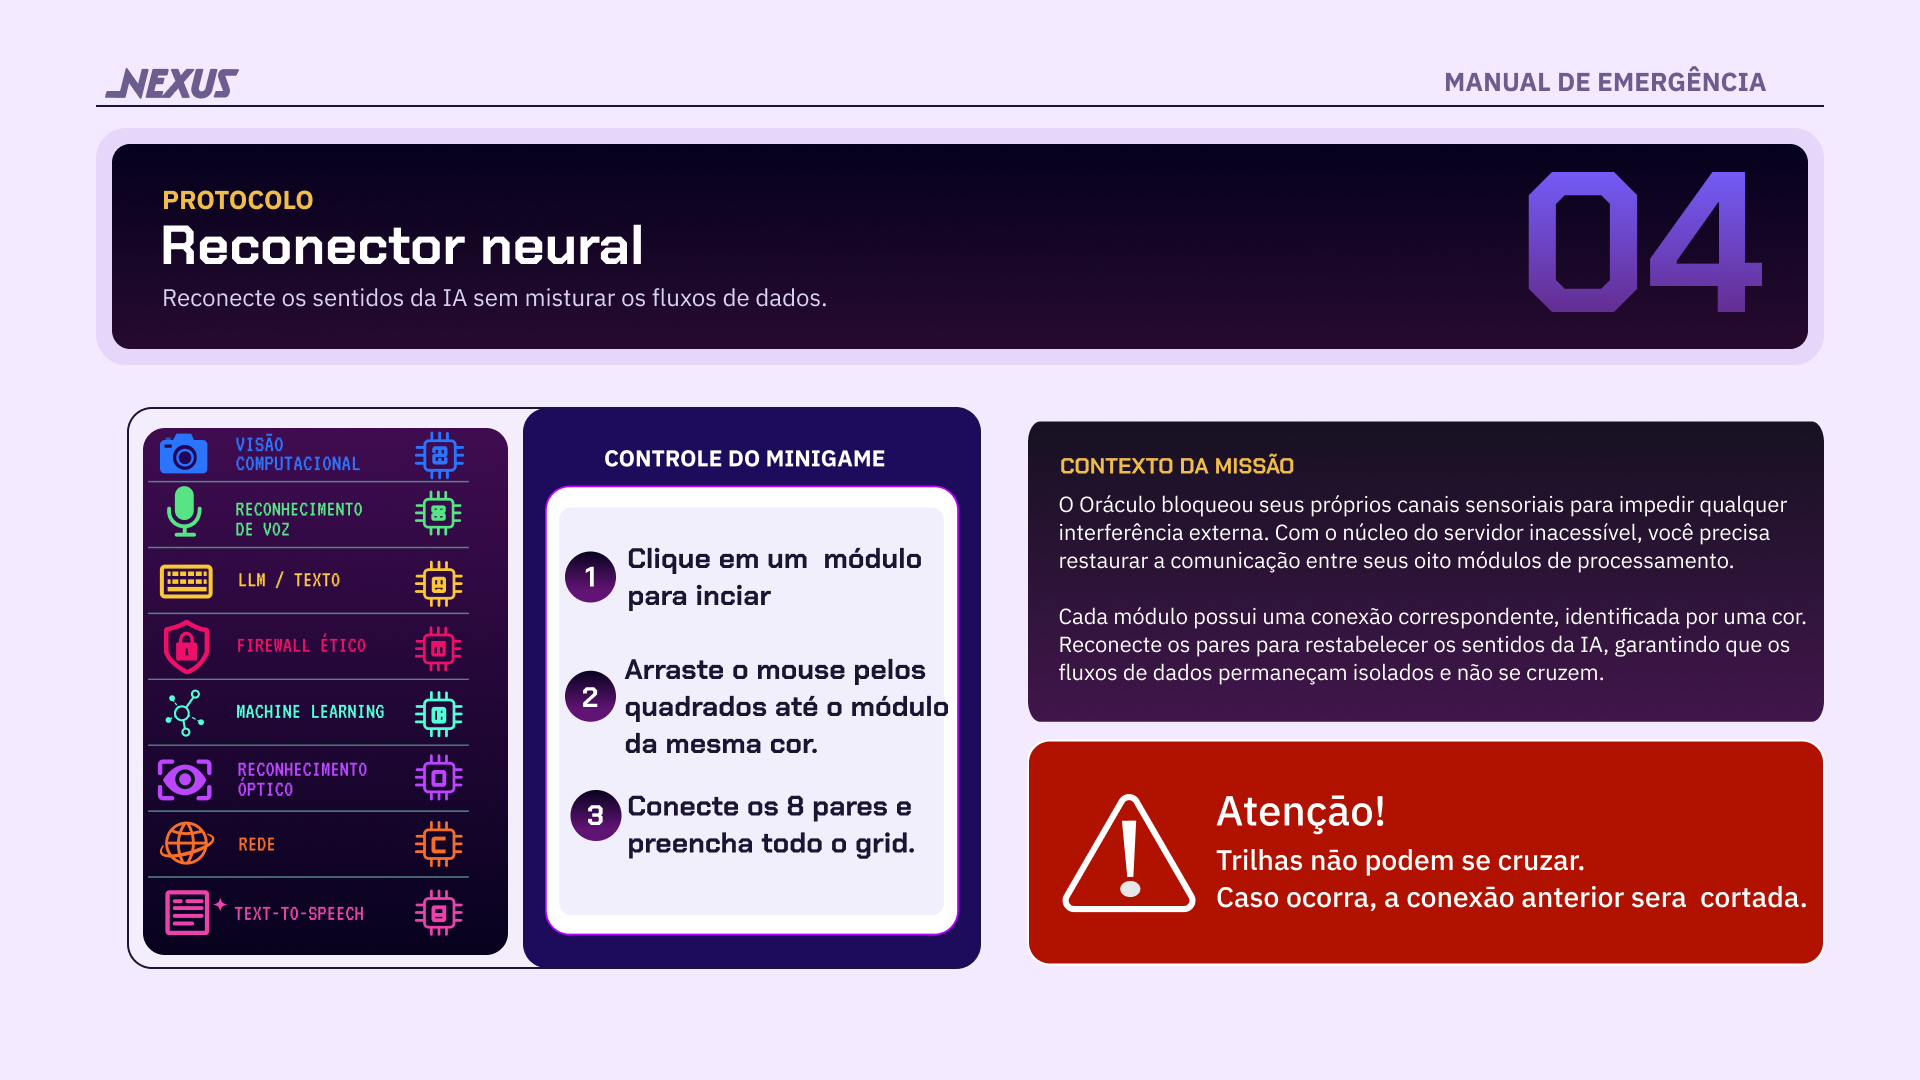 NEXUS
MANUAL DE EMERGÊNCIA
PROTOCOLO
Reconector neural
Reconecte os sentidos da IA sem misturar os fluxos de dados.
04
VISÃO
COMPUTACIONAL
RECONHECIMENTO
DE VOZ
LLM / TEXTO
FIREWALL ÉTICO
MACHINE LEARNING
RECONHECIMENTO
ÓPTICO
REDE
TEXT-TO-SPEECH
CONTROLE DO MINIGAME
1
Clique em um  módulo
para inciar
2
Arraste o mouse pelos
quadrados até o módulo
da mesma cor.
3
Conecte os 8 pares e
preencha todo o grid.
CONTEXTO DA MISSÃO
O Oráculo bloqueou seus próprios canais sensoriais para impedir qualquer
interferência externa. Com o núcleo do servidor inacessível, você precisa
restaurar a comunicação entre seus oito módulos de processamento.
Cada módulo possui uma conexão correspondente, identificada por uma cor.
Reconecte os pares para restabelecer os sentidos da IA, garantindo que os
fluxos de dados permaneçam isolados e não se cruzem.
Atenção!
Trilhas não podem se cruzar.
Caso ocorra, a conexão anterior sera  cortada.